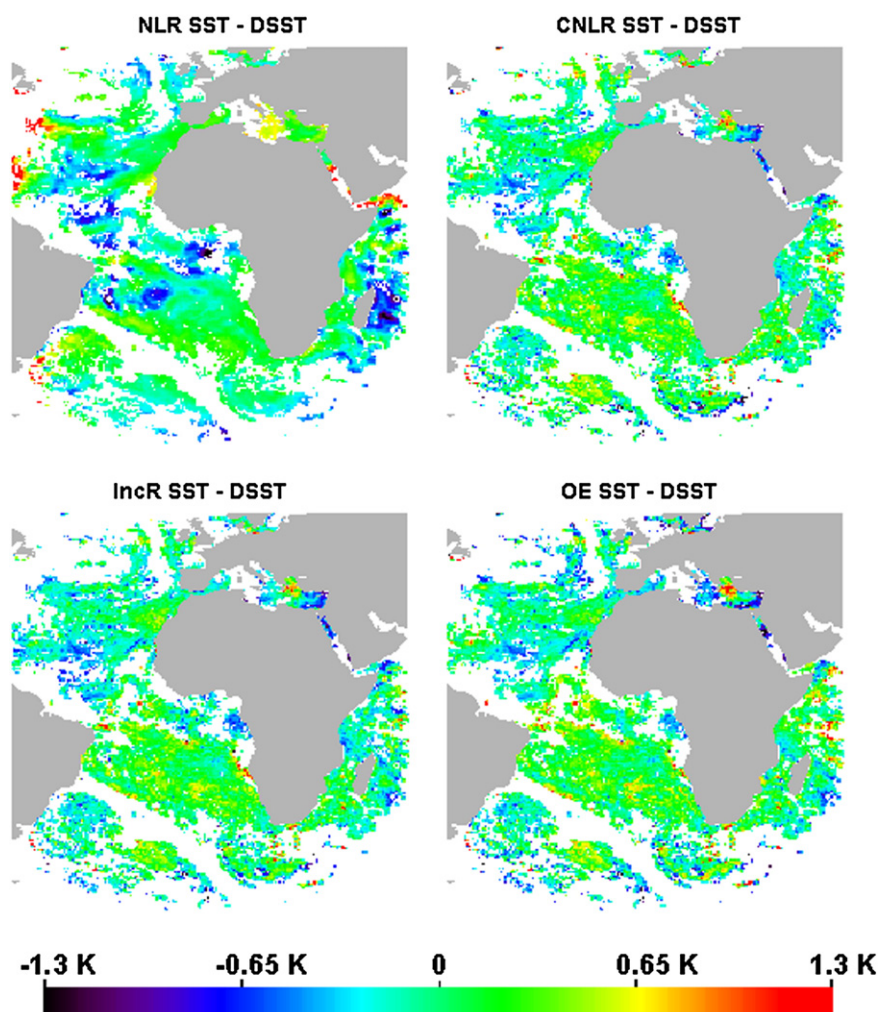 NLR SST - DSST
CNLR SST - DSST
IncR SST - DSST
OE SST - DSST
-1.3 K
-0.65 K
0
0.65 K
1.3 K